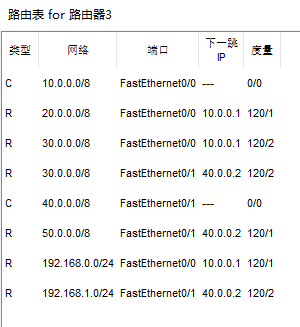 路由表 for 路由器3
类型 网络 端口 下一跳 IP 度量
C 10.0.0.0/8 FastEthernet0/0 --- 0/0
R 20.0.0.0/8 FastEthernet0/0 10.0.0.1 120/1
R 30.0.0.0/8 FastEthernet0/0 10.0.0.1 120/2
R 30.0.0.0/8 FastEthernet0/1 40.0.0.2 120/2
C 40.0.0.0/8 FastEthernet0/1 --- 0/0
R 50.0.0.0/8 FastEthernet0/1 40.0.0.2 120/1
R 192.168.0.0/24 FastEthernet0/0 10.0.0.1 120/1
R 192.168.1.0/24 FastEthernet0/1 40.0.0.2 120/2